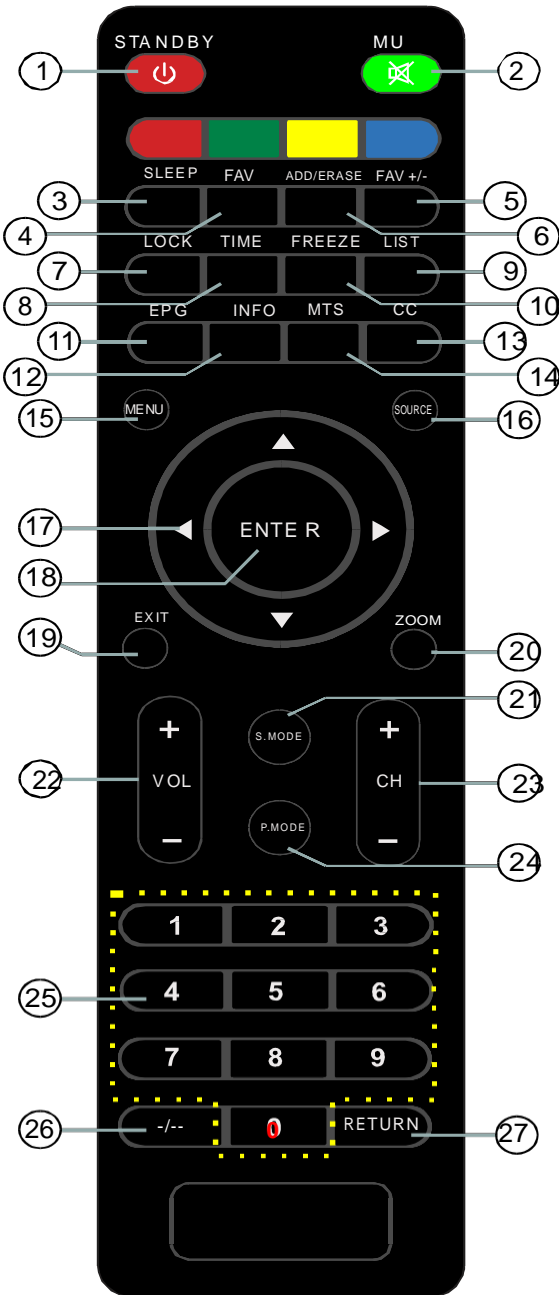 STANDBY MU
1 2
SLEEP FAV ADD/ERASE FAV +/-
3 5
4 6
LOCK TIME FREEZE LIST
7 9
8 10
EPG INFO MTS CC
11 13
12 14
MENU SOURCE
15 16
17 ENTE R
18
EXIT ZOOM
19 20
21
+ S.MODE +
22 VOL CH 23
− P.MODE −
24
1 2 3
25 4 5 6
7 8 9
26 -/-- 0 RETURN 27